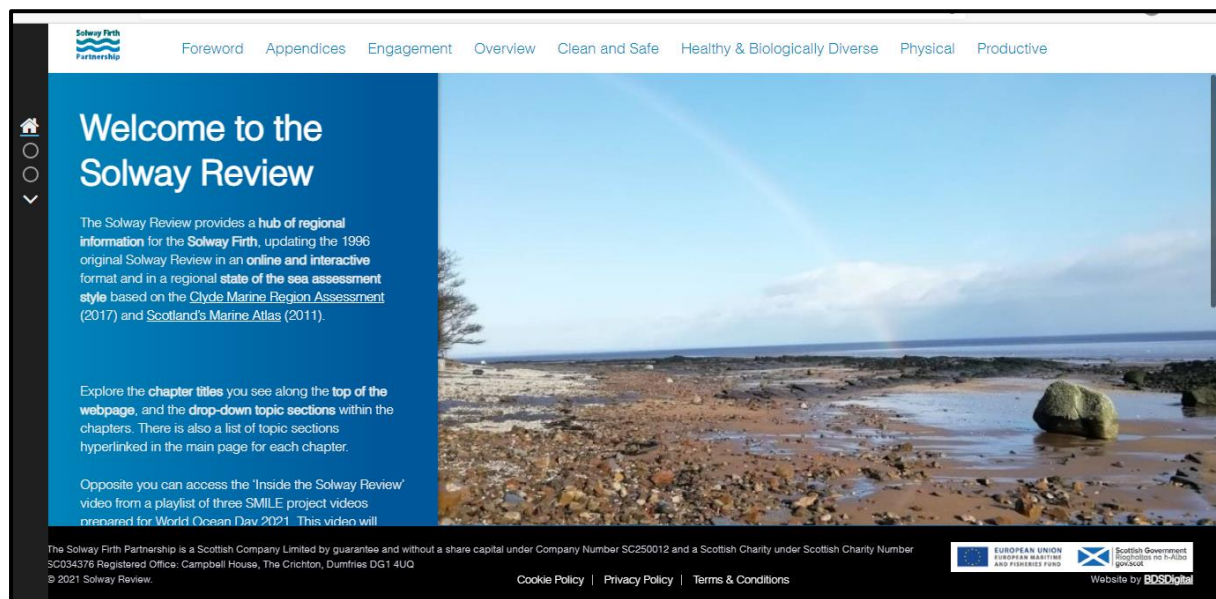 Solway Firth
Partnership
Foreword Appendices Engagement Overview Clean and Safe Healthy & Biologically Diverse Physical Productive
Welcome to the
Solway Review
The Solway Review provides a hub of regional
information for the Solway Firth, updating the 1996
original Solway Review in an online and interactive
format and in a regional state of the sea assessment
style based on the Clyde Marine Region Assessment
(2017) and Scotland's Marine Atlas (2011).
Explore the chapter titles you see along the top of the
webpage, and the drop-down topic sections within the
chapters. There is also a list of topic sections
hyperlinked in the main page for each chapter.
Opposite you can access the 'Inside the Solway Review'
video from a playlist of three SMILE project videos
prepared for World Ocean Day 2021. This video will
The Solway Firth Partnership is a Scottish Company Limited by guarantee and without a share capital under Company Number SC250012 and a Scottish Charity under Scottish Charity Number
SC034376 Registered Office: Campbell House, The Crichton, Dumfries DG1 4UQ
© 2021 Solway Review.
Cookie Policy | Privacy Policy | Terms & Conditions
EUROPEAN UNION
EUROPEAN MARITIME
AND FISHERIES FUND
Scottish Government
Riaghaltas na h-Alba
gov.scot
Website by BDSDigital